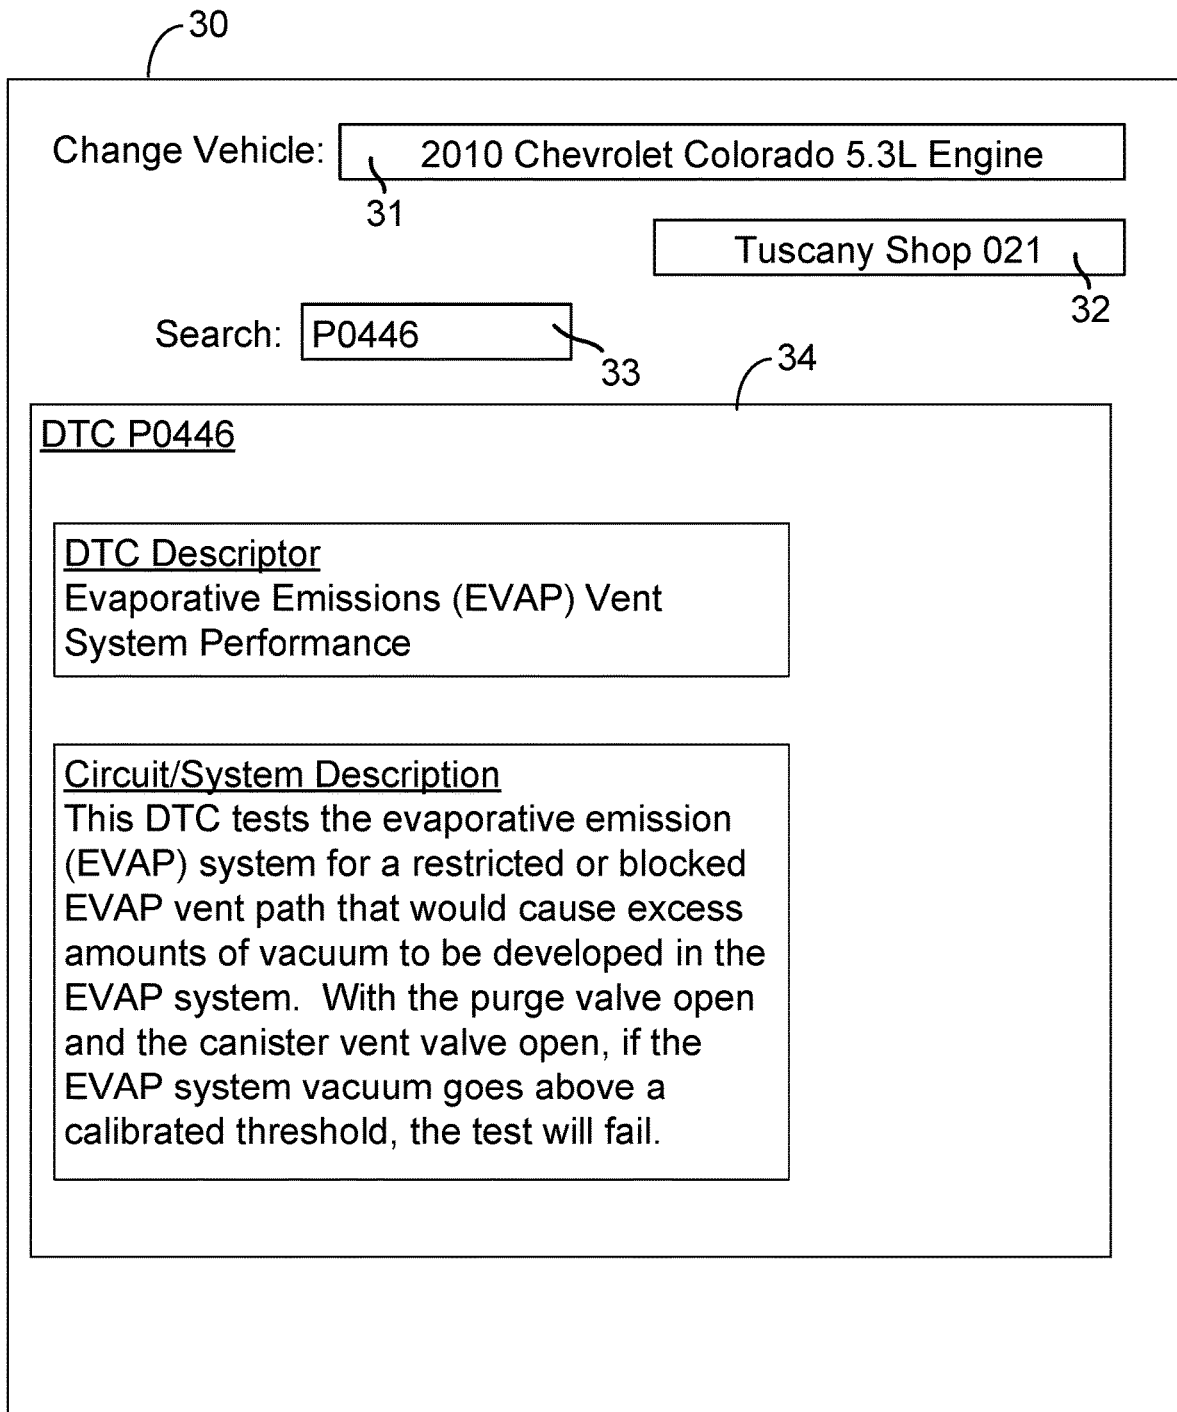 30
Change Vehicle: 2010 Chevrolet Colorado 5.3L Engine
31
Tuscany Shop 021
32
Search: P0446
33
34
DTC P0446
DTC Descriptor
Evaporative Emissions (EVAP) Vent
System Performance
Circuit/System Description
This DTC tests the evaporative emission
(EVAP) system for a restricted or blocked
EVAP vent path that would cause excess
amounts of vacuum to be developed in the
EVAP system.  With the purge valve open
and the canister vent valve open, if the
EVAP system vacuum goes above a
calibrated threshold, the test will fail.